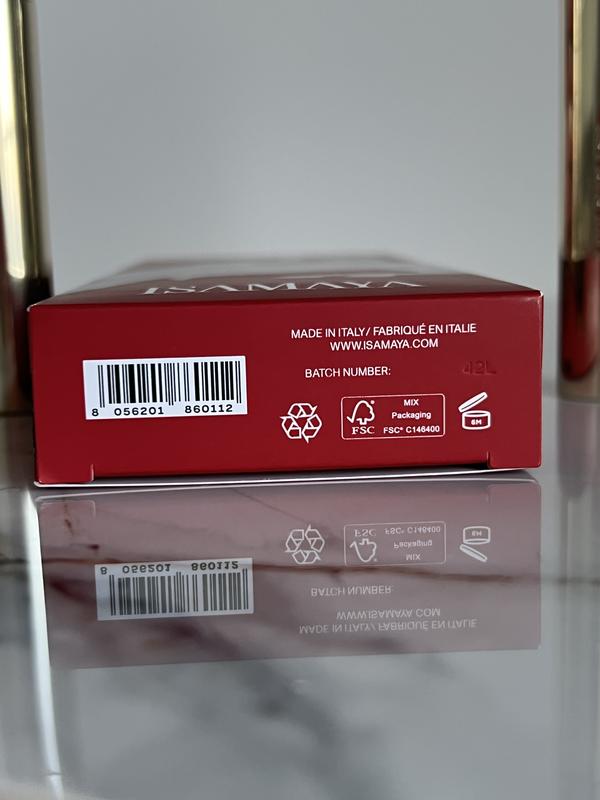 ISAMAYA
MADE IN ITALY/ FABRIQUÉ EN ITALIE
WWW.ISAMAYA.COM
BATCH NUMBER:
8 056201 860112
FSC
MIX
Packaging
FSC® C146400
6M